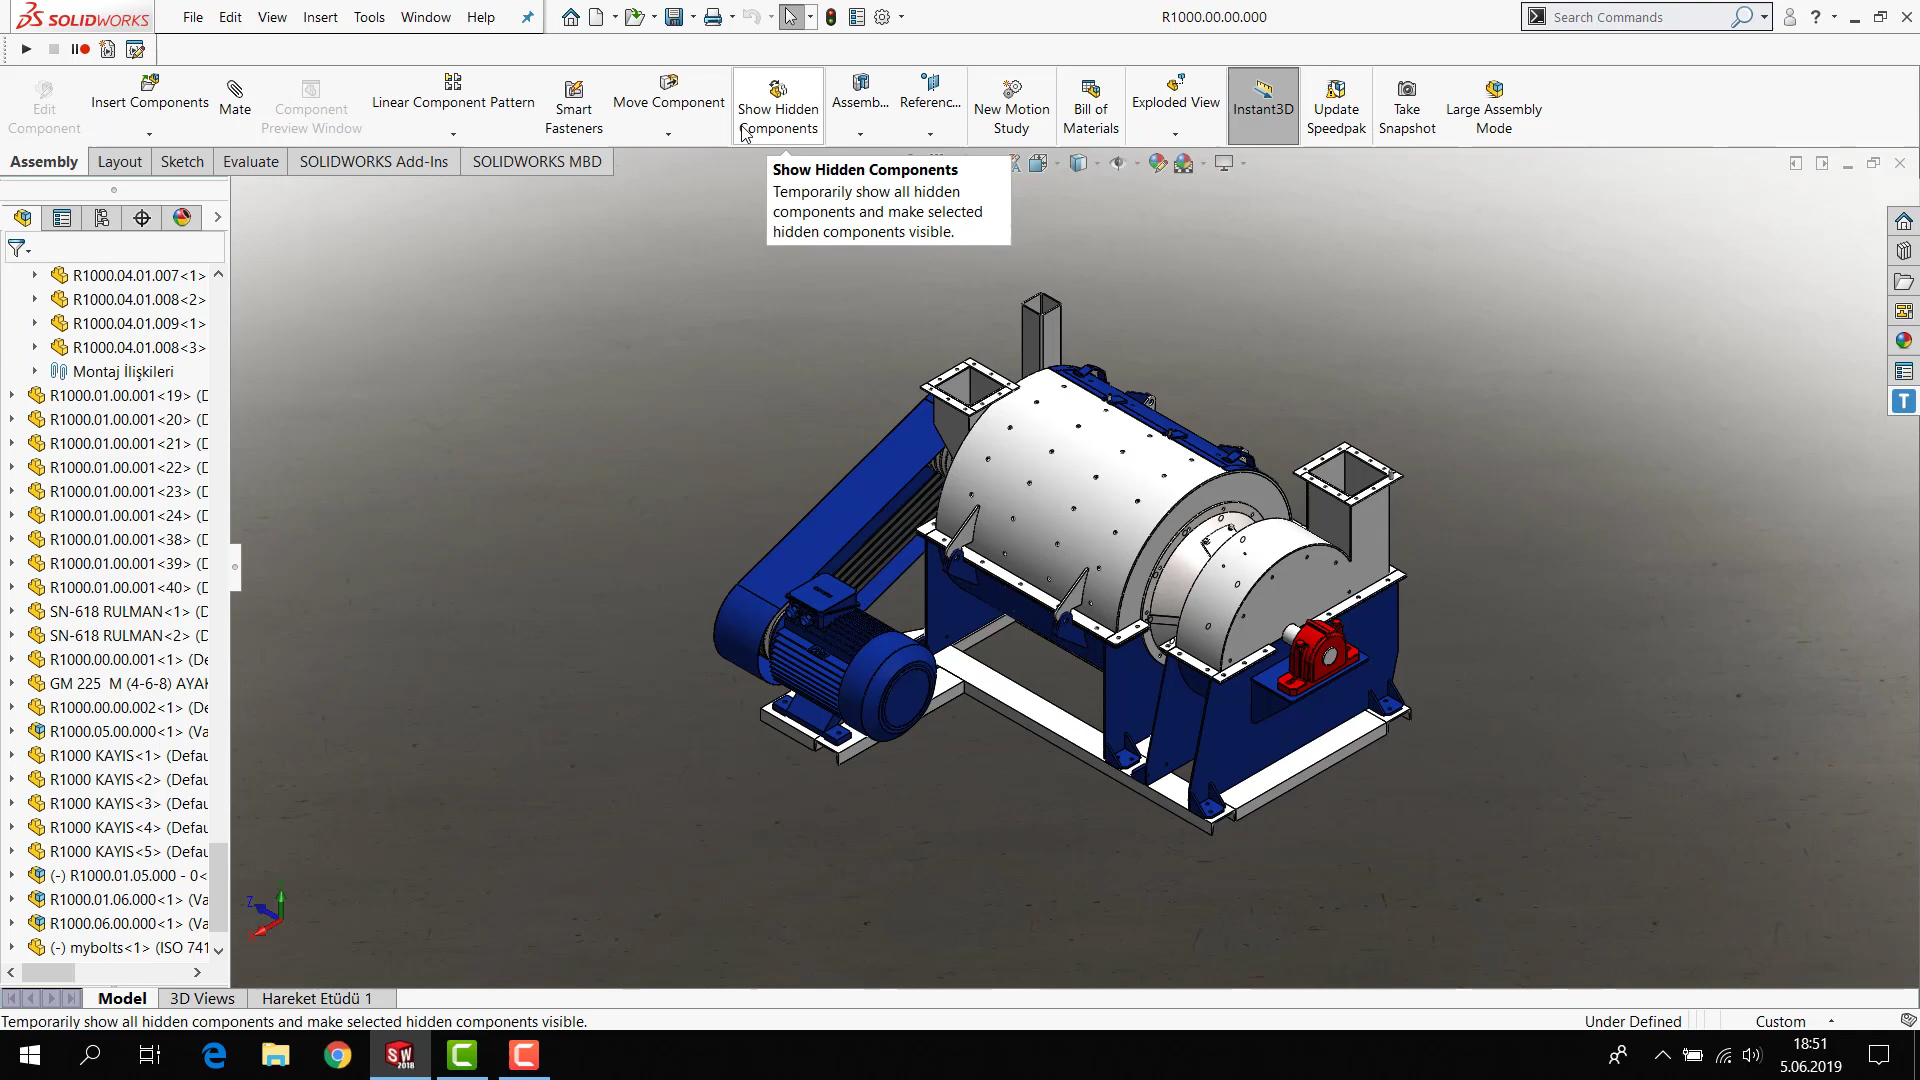 SOLIDWORKS
File Edit View Insert Tools Window Help
R1000.00.00.000
Search Commands
?
Edit Component
Insert Components
Mate
Component Preview Window
Linear Component Pattern
Smart Fasteners
Move Component
Show Hidden Components
Assemb...
Referenc...
New Motion Study
Bill of Materials
Exploded View
Instant3D
Update Speedpak
Take Snapshot
Large Assembly Mode
Assembly Layout Sketch Evaluate SOLIDWORKS Add-Ins SOLIDWORKS MBD
Show Hidden Components
Temporarily show all hidden
components and make selected
hidden components visible.
R1000.04.01.007<1>
R1000.04.01.008<2>
R1000.04.01.009<1>
R1000.04.01.008<3>
Montaj İlişkileri
R1000.01.00.001<19> (D
R1000.01.00.001<20> (D
R1000.01.00.001<21> (D
R1000.01.00.001<22> (D
R1000.01.00.001<23> (D
R1000.01.00.001<24> (D
R1000.01.00.001<38> (D
R1000.01.00.001<39> (D
R1000.01.00.001<40> (D
SN-618 RULMAN<1> (D
SN-618 RULMAN<2> (D
R1000.00.00.001<1> (De
GM 225 M (4-6-8) AYAK
R1000.00.00.002<1> (De
R1000.05.00.000<1> (Va
R1000 KAYIS<1> (Defau
R1000 KAYIS<2> (Defau
R1000 KAYIS<3> (Defau
R1000 KAYIS<4> (Defau
R1000 KAYIS<5> (Defau
(-) R1000.01.05.000 - 0<
R1000.01.06.000<1> (Va
R1000.06.00.000<1> (Va
(-) mybolts<1> (ISO 741
Z
T
Model 3D Views Hareket Etüdü 1
Temporarily show all hidden components and make selected hidden components visible.
Under Defined Custom
SW
2018
18:51
5.06.2019